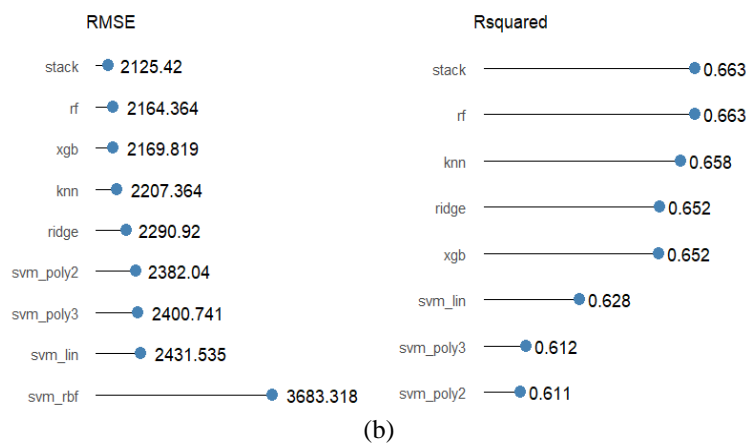 RMSE
stack 2125.42
rf 2164.364
xgb 2169.819
knn 2207.364
ridge 2290.92
svm_poly2 2382.04
svm_poly3 2400.741
svm_lin 2431.535
svm_rbf 3683.318
Rsquared
stack 0.663
rf 0.663
knn 0.658
ridge 0.652
xgb 0.652
svm_lin 0.628
svm_poly3 0.612
svm_poly2 0.611
(b)